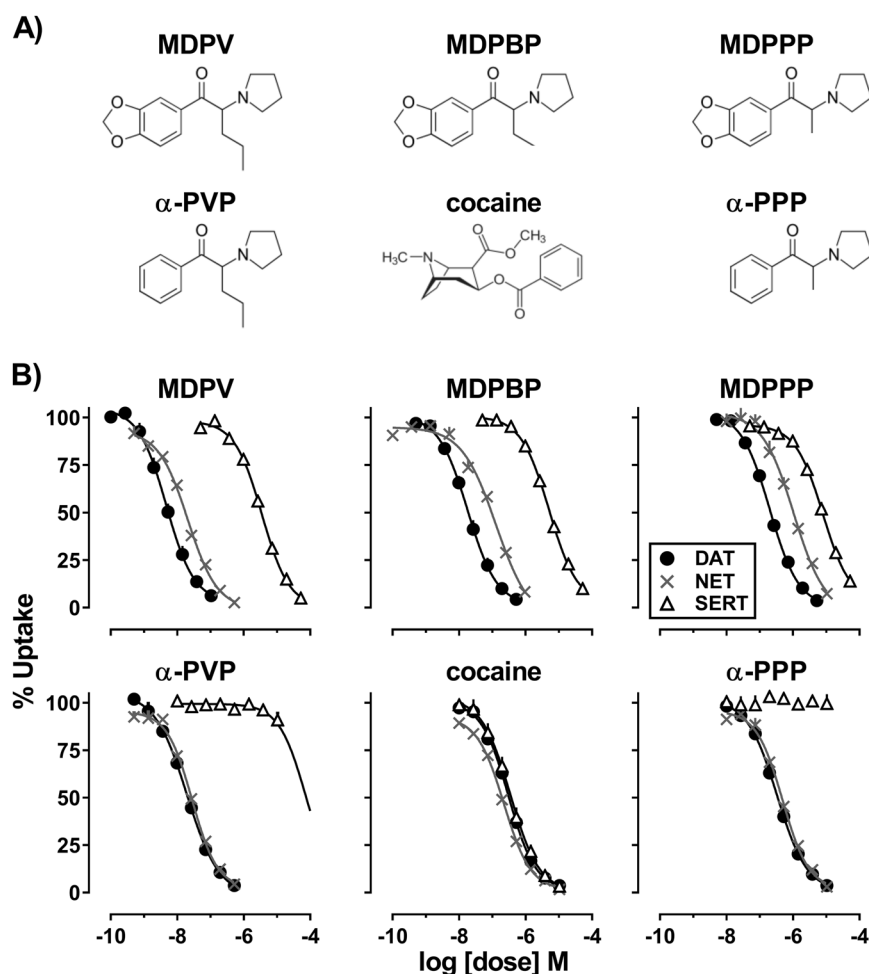 A)
MDPV MDPBP MDPPP
O O O
N N N
O O O
O O O
α-PVP cocaine α-PPP
O O O
N H₃C N O CH₃ N
O
O
B)
MDPV MDPBP MDPPP
100
75
50
25
0
DAT
NET
SERT
% Uptake
α-PVP cocaine α-PPP
100
75
50
25
0
-10 -8 -6 -4 -10 -8 -6 -4 -10 -8 -6 -4
log [dose] M